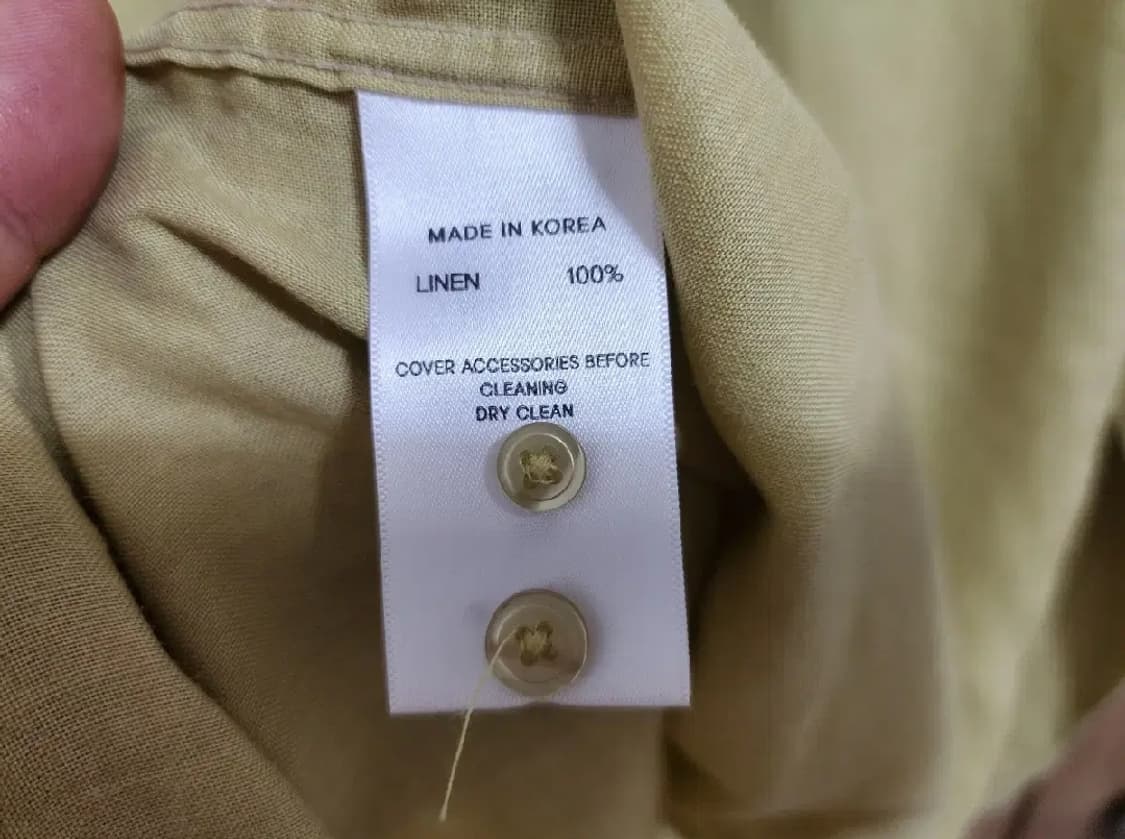 MADE IN KOREA
LINEN 100%
COVER ACCESSORIES BEFORE
CLEANING
DRY CLEAN